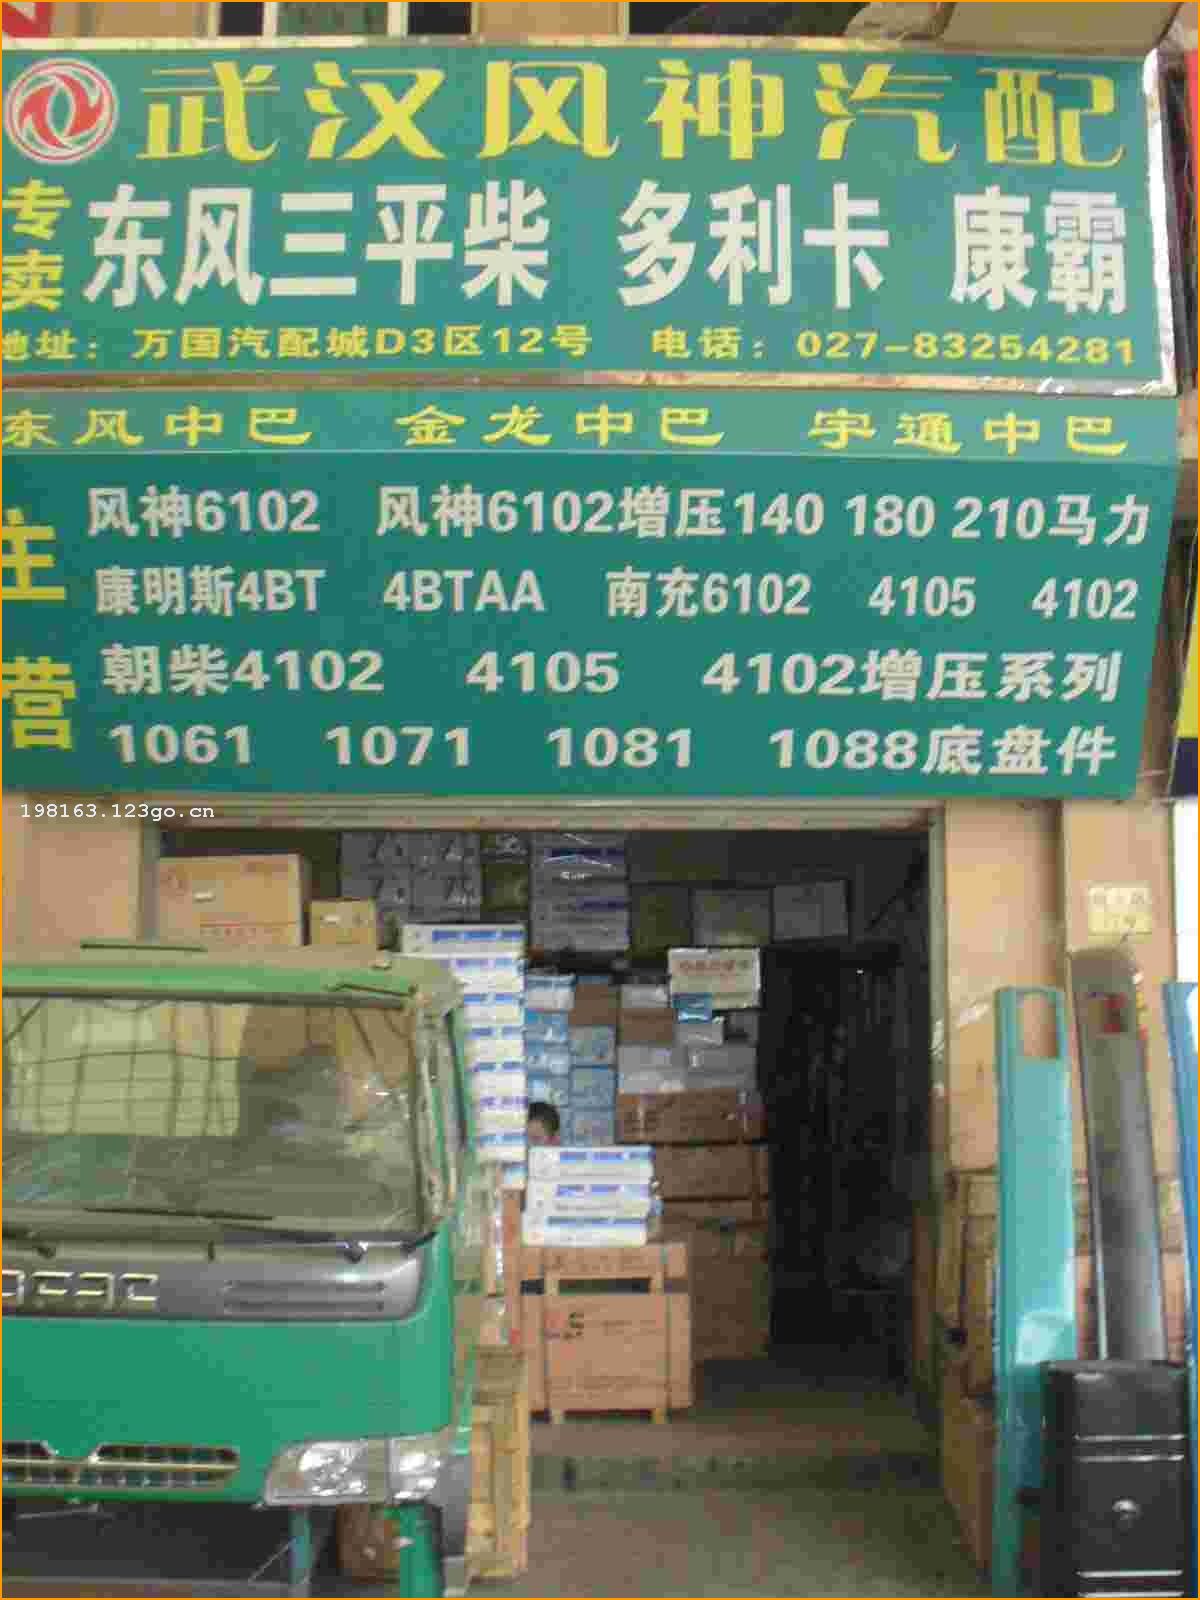 武汉风神汽配
专卖 东风三平柴 多利卡 康霸
地址：万国汽配城D3区12号 电话：027-83254281
东风中巴 金龙中巴 宇通中巴
主营
风神6102 风神6102增压140 180 210马力
康明斯4BT 4BTAA 南充6102 4105 4102
朝柴4102 4105 4102增压系列
1061 1071 1081 1088底盘件
198163.123go.cn